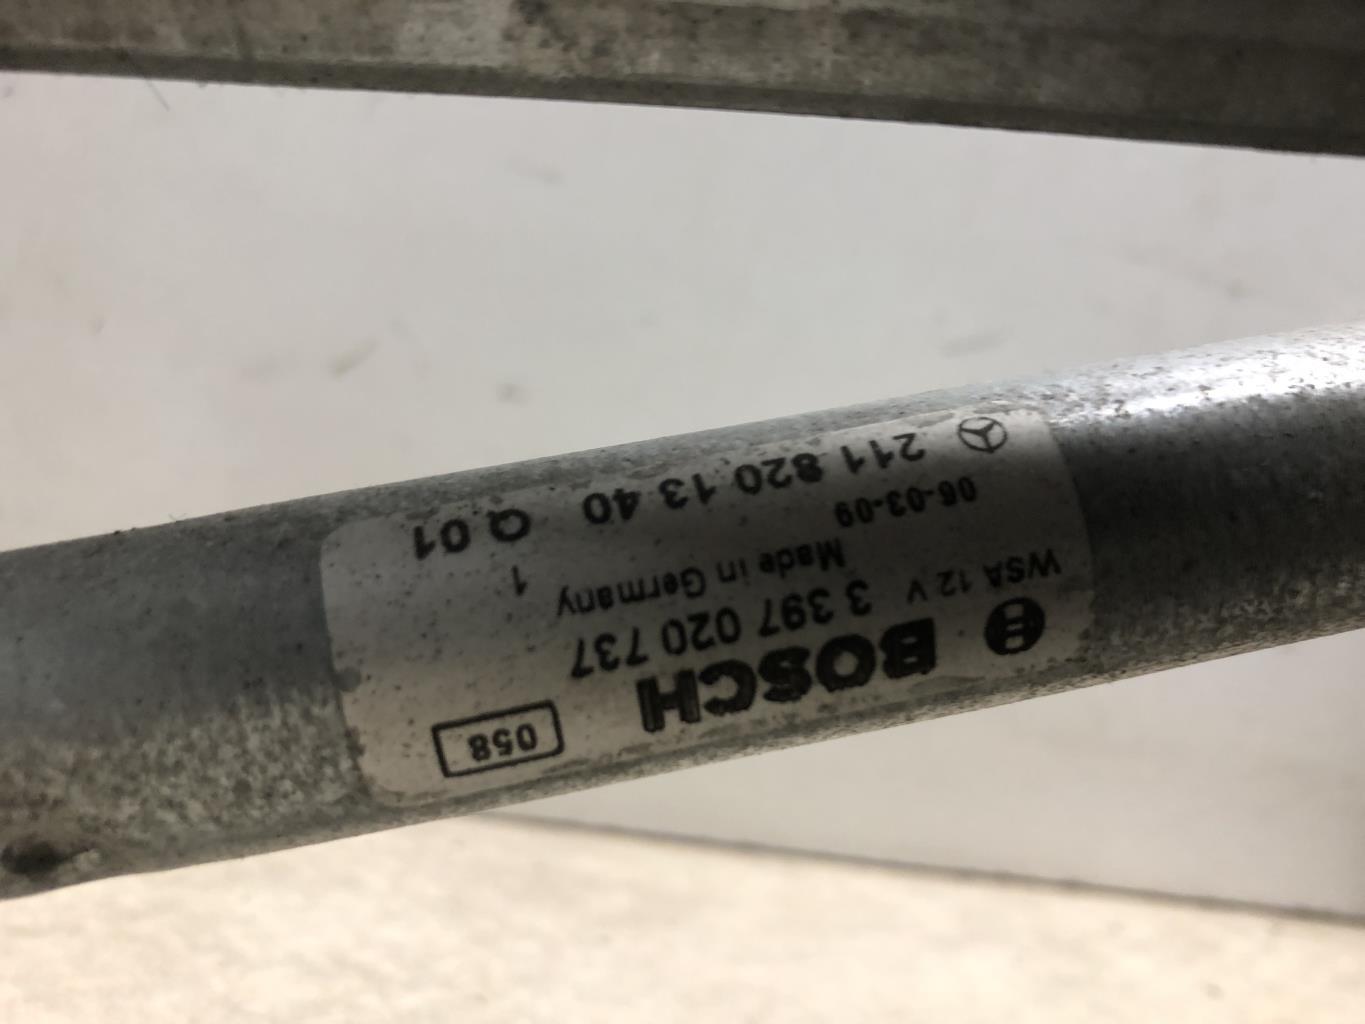 BOSCH 058
WSA 12 V 3 397 020 737
Made in Germany
06-03-09 1
211 820 13 40 Q 01